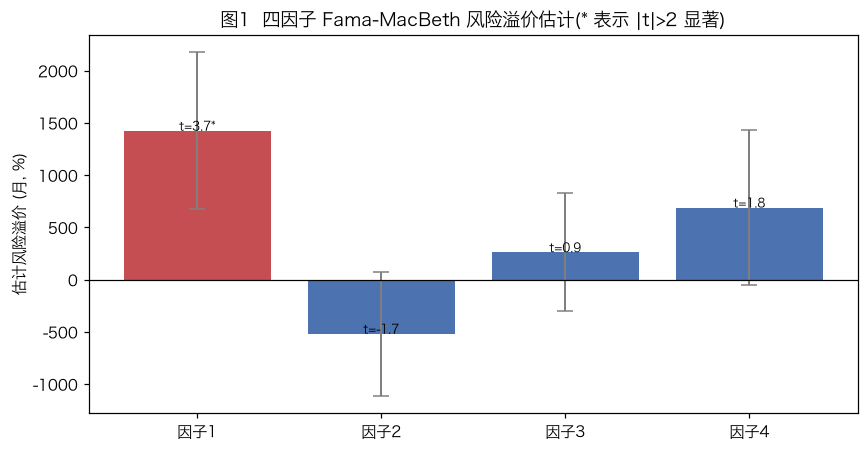 图1 四因子 Fama-MacBeth 风险溢价估计(* 表示 |t|>2 显著)
估计风险溢价 (月, %)
2000
1500
1000
500
0
-500
-1000
t=3.7*
t=-1.7
t=0.9
t=1.8
因子1
因子2
因子3
因子4